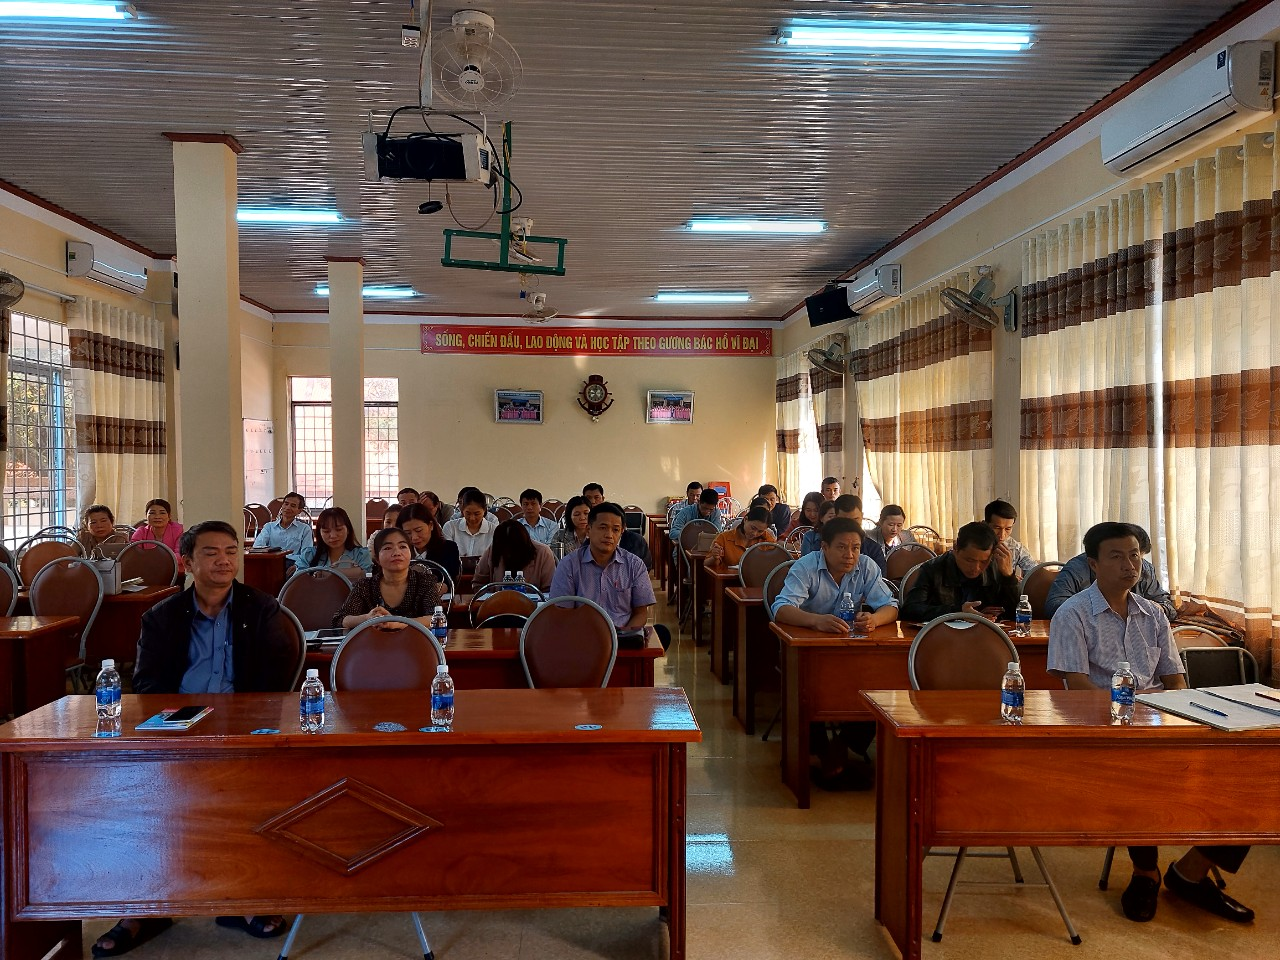 SỐNG, CHIẾN ĐẤU, LAO ĐỘNG VÀ HỌC TẬP THEO GƯƠNG BÁC HỒ VĨ ĐẠI